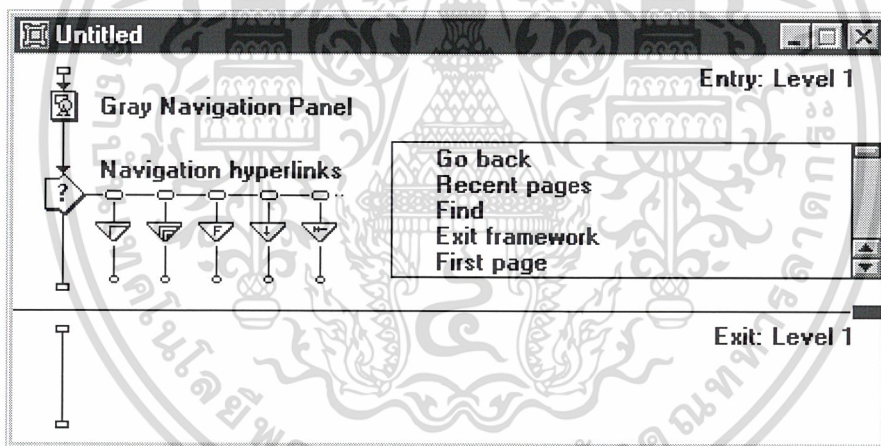 Untitled
Entry: Level 1
Gray Navigation Panel
Navigation hyperlinks
?
F
Go back
Recent pages
Find
Exit framework
First page
Exit: Level 1